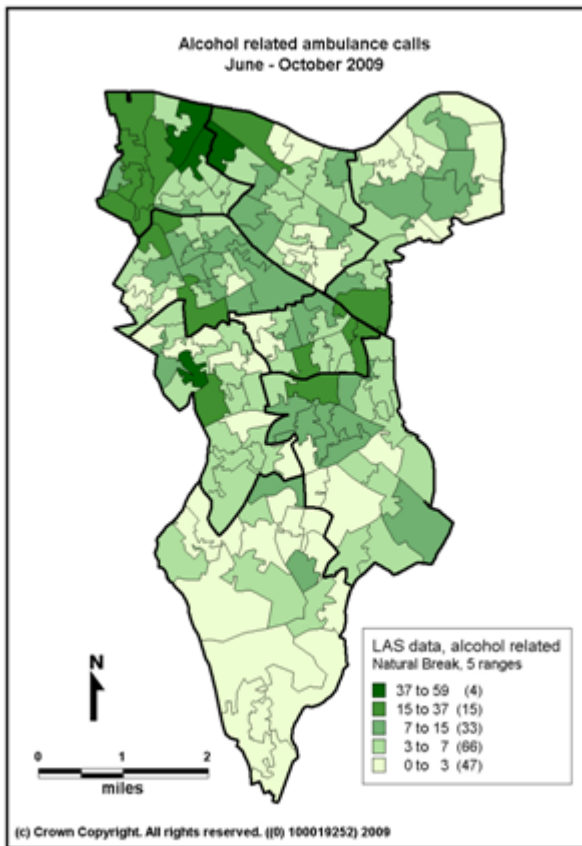 Alcohol related ambulance calls
June - October 2009
LAS data, alcohol related
Natural Break, 5 ranges
37 to 59 (4)
15 to 37 (15)
7 to 15 (33)
3 to 7 (66)
0 to 3 (47)
N
0 1 2
miles
(c) Crown Copyright. All rights reserved. ((0) 100019252) 2009